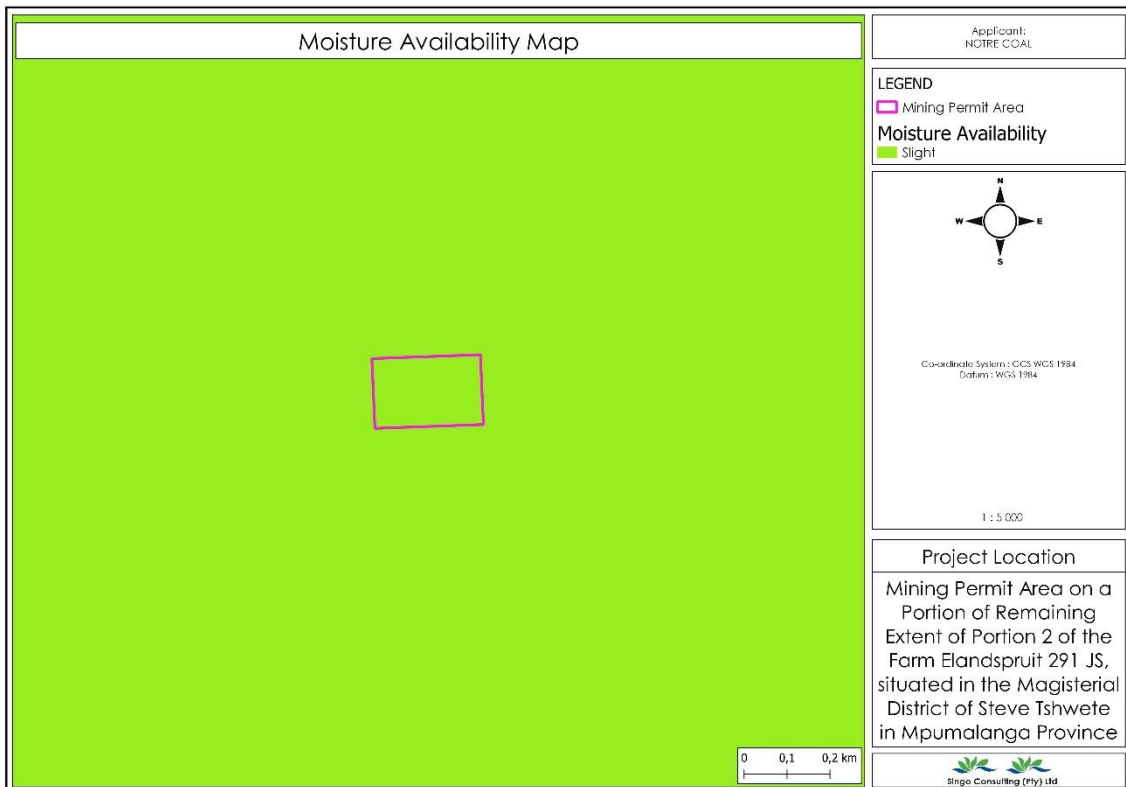 Moisture Availability Map
Applicant:
NOTRE COAL
LEGEND
Mining Permit Area
Moisture Availability
Slight
N
W E
S
Co-ordinate System : GCS WGS 1984
Datum : WGS 1984
1 : 5 000
Project Location
Mining Permit Area on a
Portion of Remaining
Extent of Portion 2 of the
Farm Elandspruit 291 JS,
situated in the Magisterial
District of Steve Tshwete
in Mpumalanga Province
0 0,1 0,2 km
Singo Consulting (Pty) Ltd